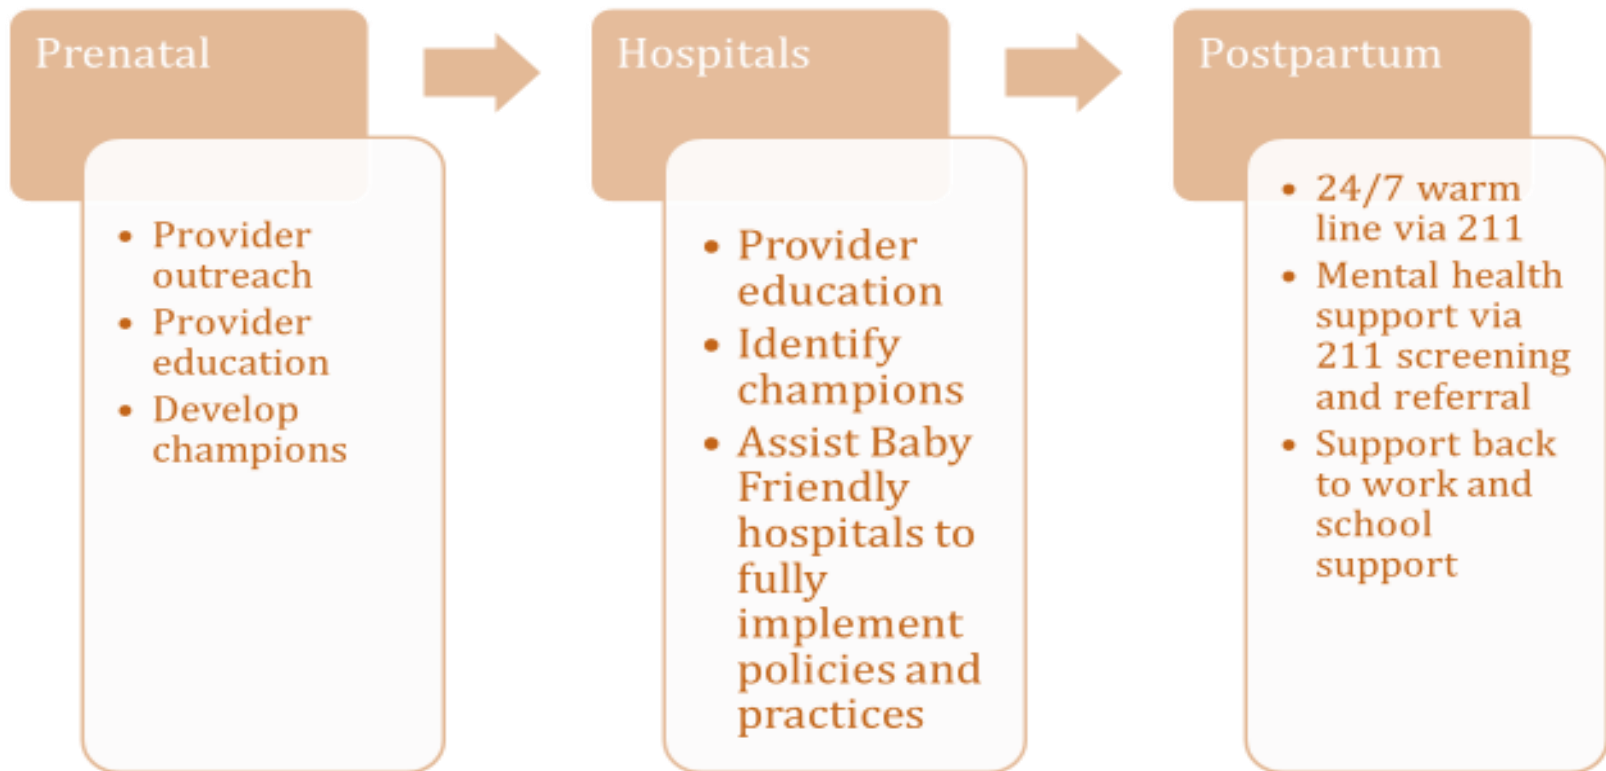 Prenatal
• Provider
outreach
• Provider
education
• Develop
champions
Hospitals
• Provider
education
• Identify
champions
• Assist Baby
Friendly
hospitals to
fully
implement
policies and
practices
Postpartum
• 24/7 warm
line via 211
• Mental health
support via
211 screening
and referral
• Support back
to work and
school
support